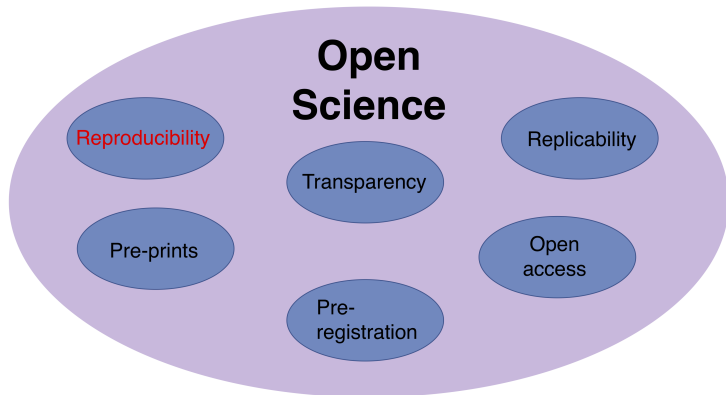 Open
Science
Reproducibility
Replicability
Transparency
Pre-prints
Open
access
Pre-
registration